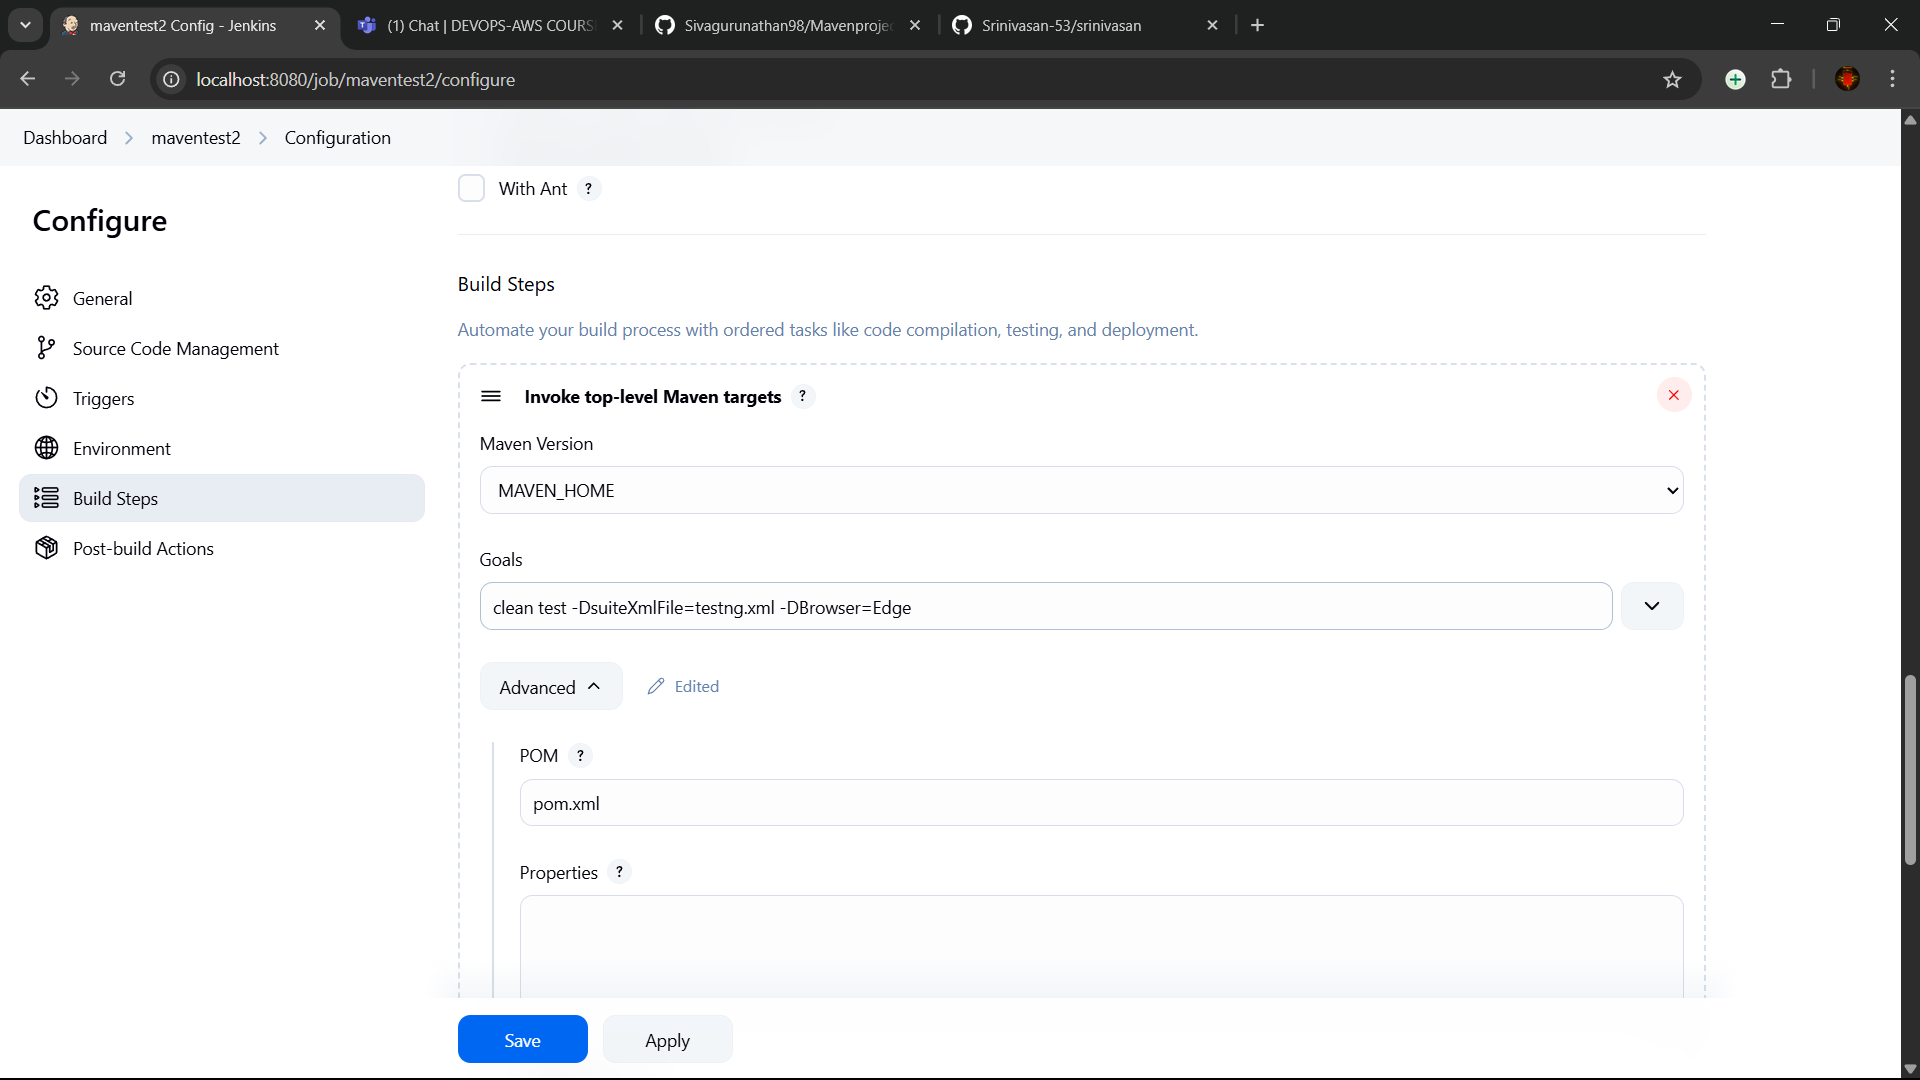 maventest2 Config - Jenkins
(1) Chat | DEVOPS-AWS COURS
Sivagurunathan98/Mavenprojec
Srinivasan-53/srinivasan
localhost:8080/job/maventest2/configure
Dashboard
maventest2
Configuration
With Ant ?
Configure
General
Source Code Management
Triggers
Environment
Build Steps
Post-build Actions
Build Steps
Automate your build process with ordered tasks like code compilation, testing, and deployment.
Invoke top-level Maven targets ?
Maven Version
MAVEN_HOME
Goals
clean test -DsuiteXmlFile=testng.xml -DBrowser=Edge
Advanced
Edited
POM ?
pom.xml
Properties ?
Save
Apply